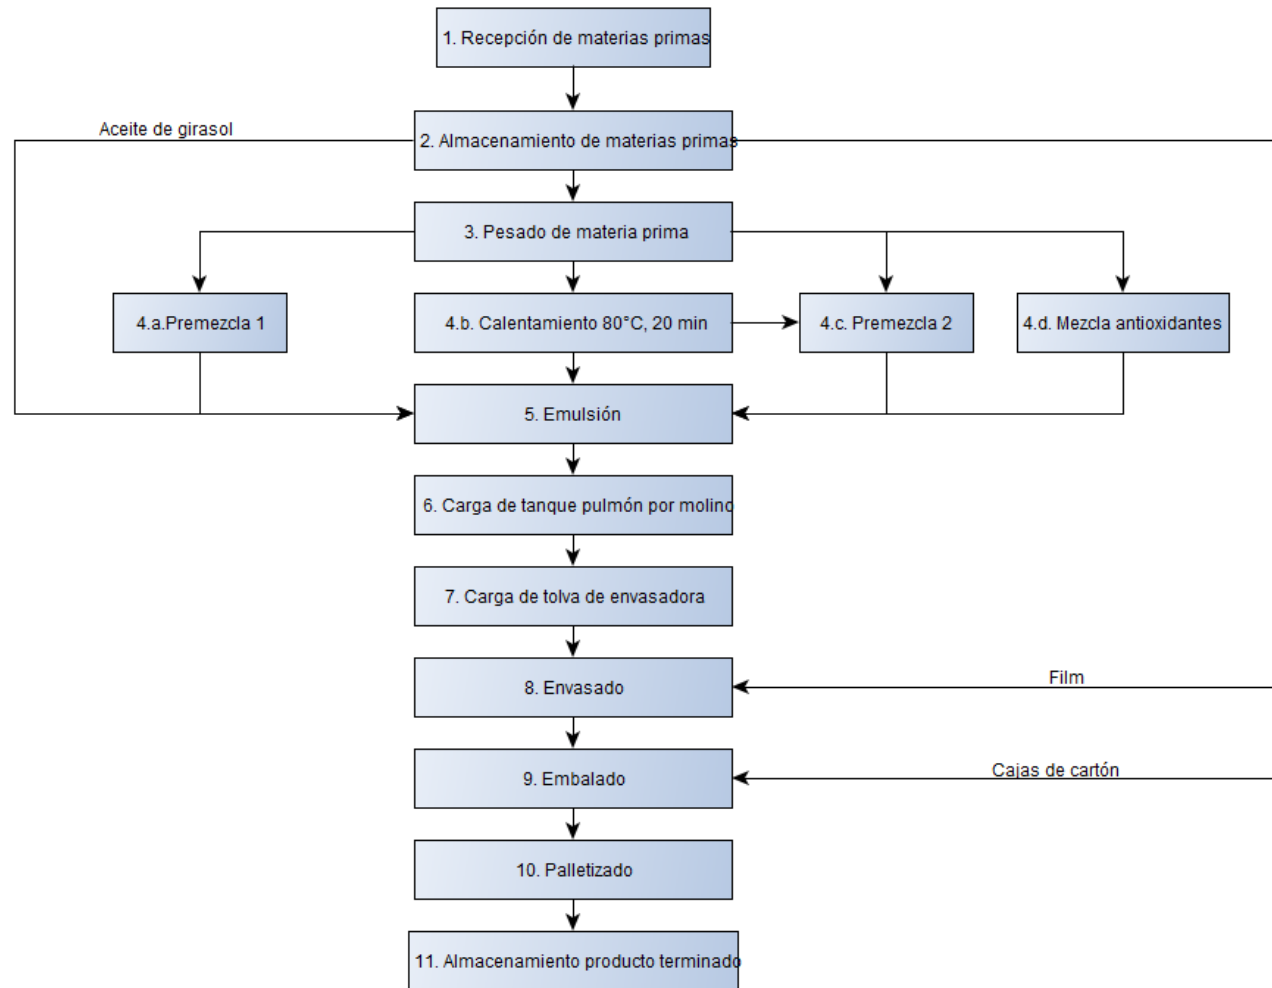 1. Recepción de materias primas
Aceite de girasol
2. Almacenamiento de materias primas
3. Pesado de materia prima
4.a.Premezcla 1
4.b. Calentamiento 80°C, 20 min
4.c. Premezcla 2
4.d. Mezcla antioxidantes
5. Emulsión
6. Carga de tanque pulmón por molino
7. Carga de tolva de envasadora
8. Envasado
Film
9. Embalado
Cajas de cartón
10. Palletizado
11. Almacenamiento producto terminado